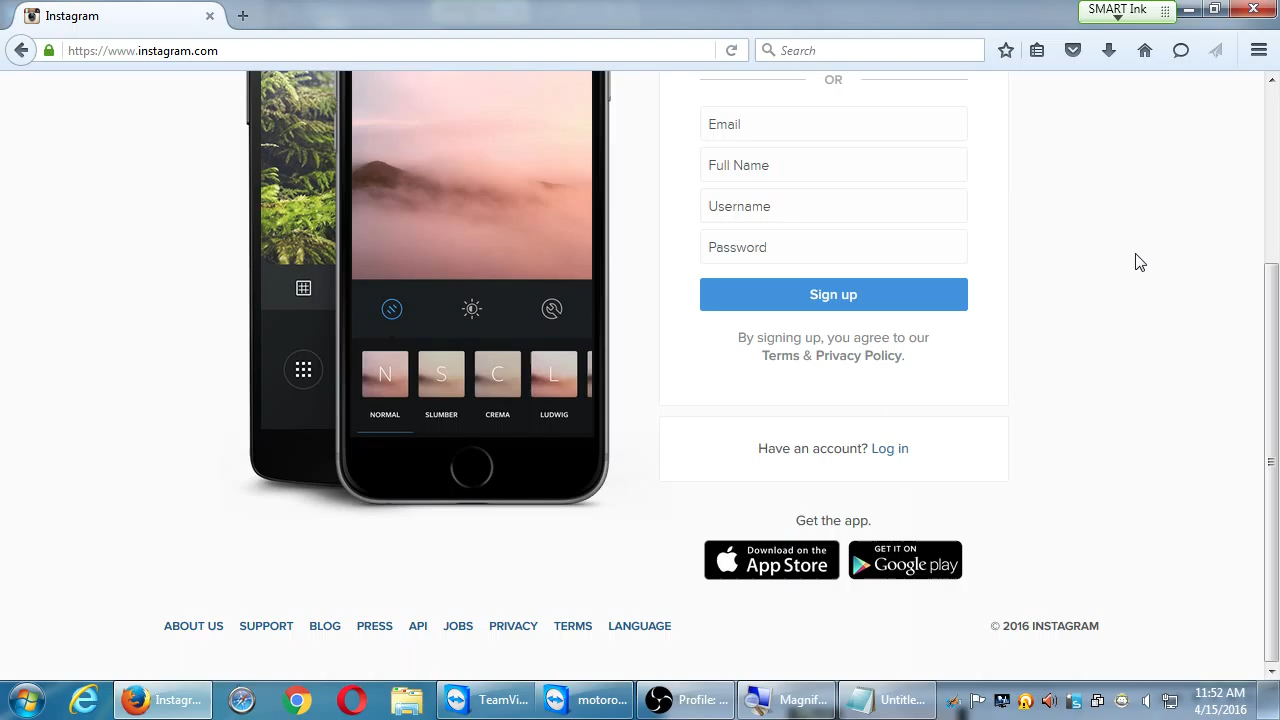 Instagram
SMART Ink
https://www.instagram.com
Search
OR
Email
Full Name
Username
Password
Sign up
By signing up, you agree to our
Terms & Privacy Policy.
N S C L
NORMAL SLUMBER CREMA LUDWIG
Have an account? Log in
Get the app.
Download on the
App Store
GET IT ON
Google play
ABOUT US SUPPORT BLOG PRESS API JOBS PRIVACY TERMS LANGUAGE
© 2016 INSTAGRAM
Instagr...
TeamVi...
motoro...
Profile: ...
Magnif...
Untitle...
11:52 AM
4/15/2016